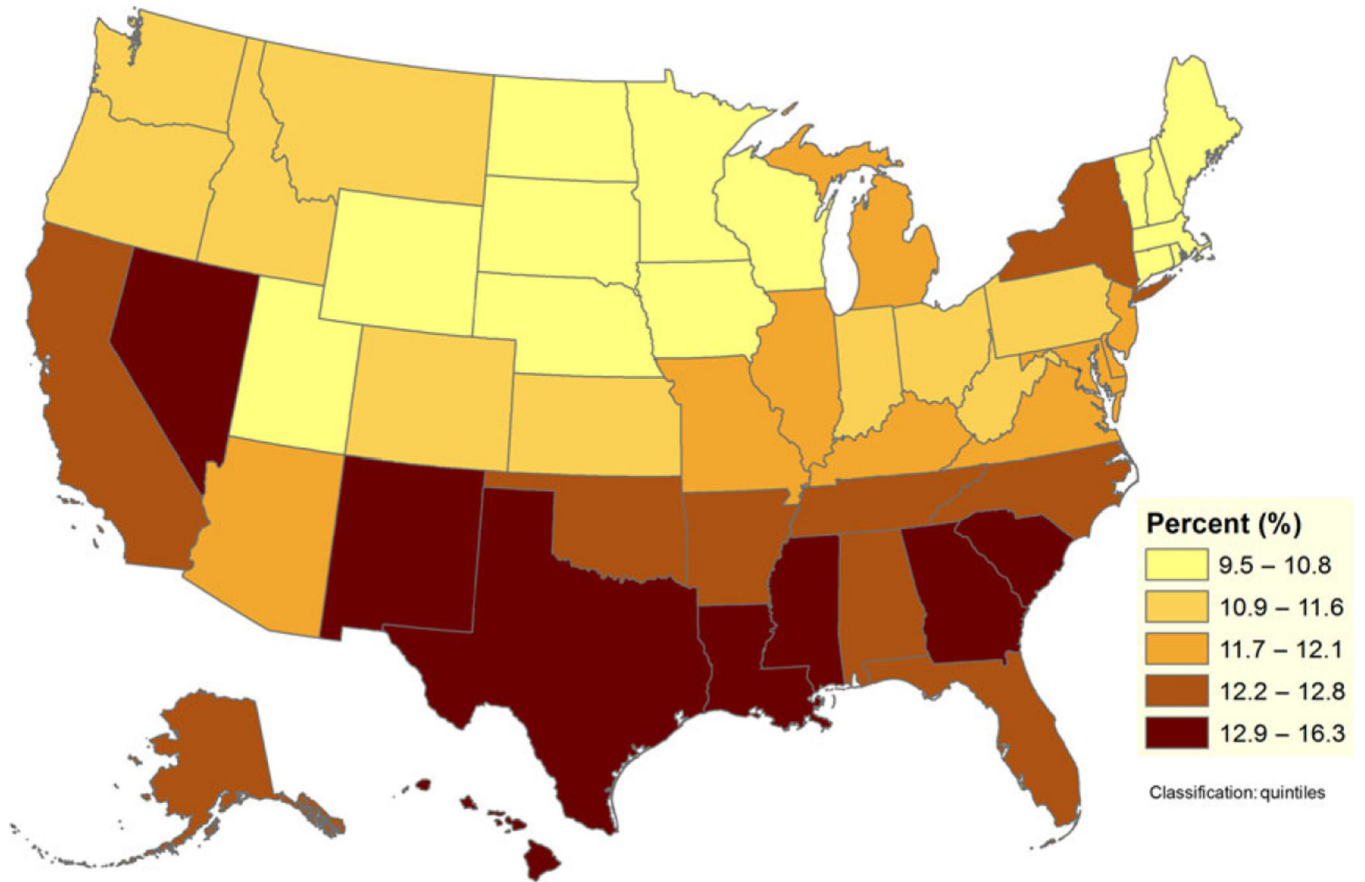 Percent (%)
9.5 – 10.8
10.9 – 11.6
11.7 – 12.1
12.2 – 12.8
12.9 – 16.3
Classification: quintiles